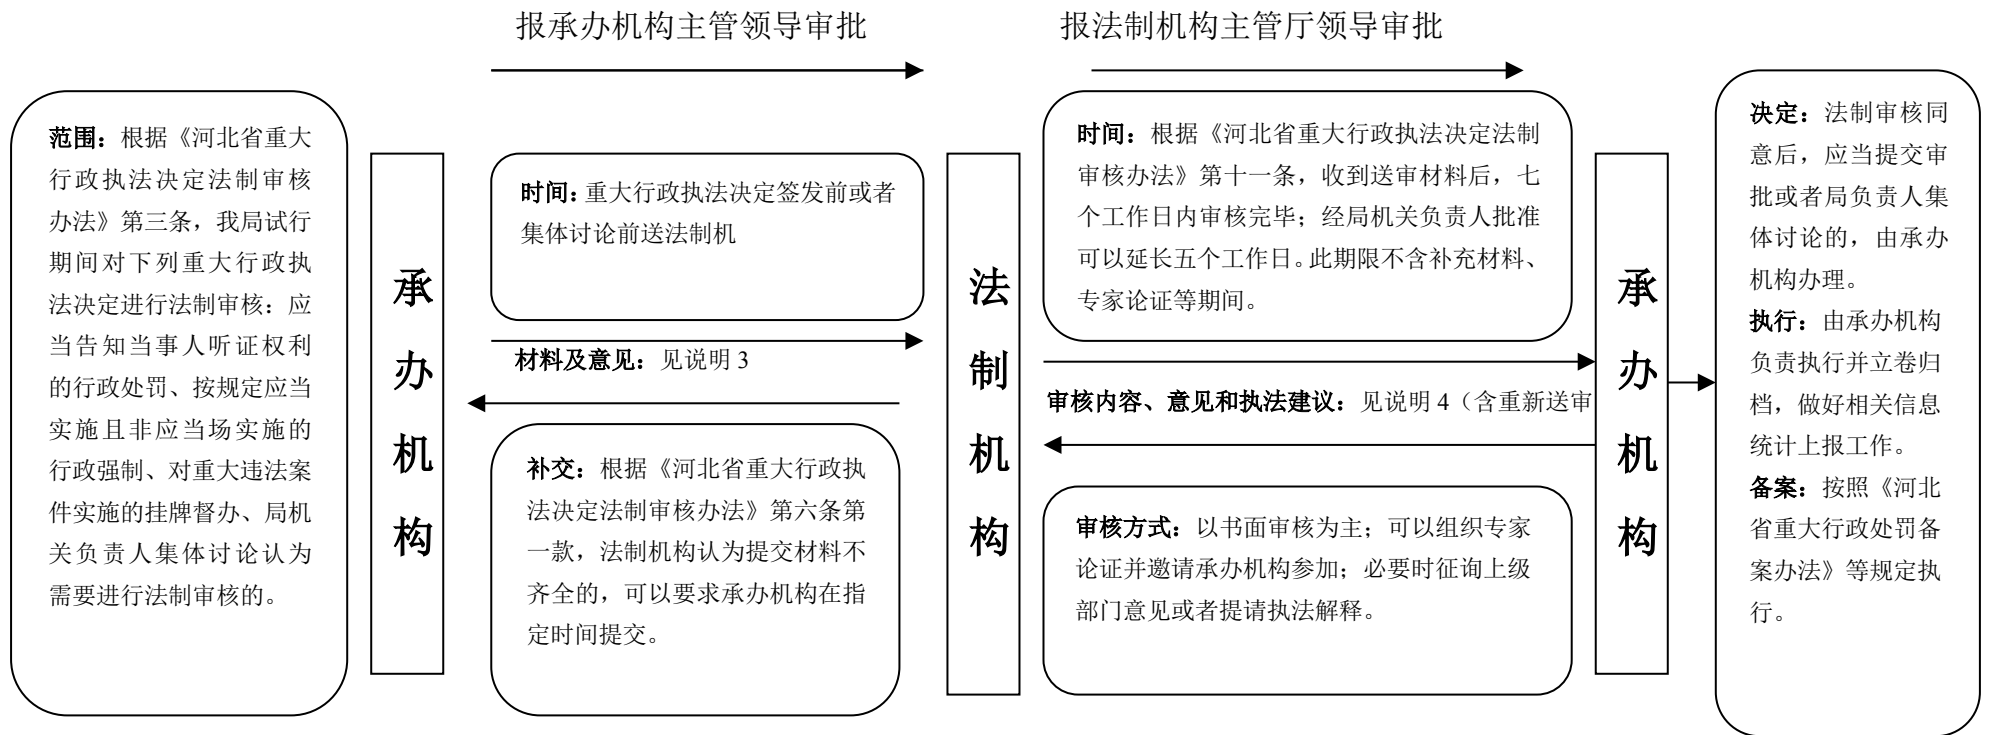 报承办机构主管领导审批
报法制机构主管厅领导审批
范围：根据《河北省重大
行政执法决定法制审核
办法》第三条，我局试行
期间对下列重大行政执
法决定进行法制审核：应
当告知当事人听证权利
的行政处罚、按规定应当
实施且非应当场实施的
行政强制、对重大违法案
件实施的挂牌督办、局机
关负责人集体讨论认为
需要进行法制审核的。
承办机构
时间：重大行政执法决定签发前或者
集体讨论前送法制机
材料及意见：见说明 3
补交：根据《河北省重大行政执
法决定法制审核办法》第六条第
一款，法制机构认为提交材料不
齐全的，可以要求承办机构在指
定时间提交。
法制机构
时间：根据《河北省重大行政执法决定法制
审核办法》第十一条，收到送审材料后，七
个工作日内审核完毕；经局机关负责人批准
可以延长五个工作日。此期限不含补充材料、
专家论证等期间。
审核内容、意见和执法建议：见说明 4（含重新送审
审核方式：以书面审核为主；可以组织专家
论证并邀请承办机构参加；必要时征询上级
部门意见或者提请执法解释。
承办机构
决定：法制审核同
意后，应当提交审
批或者局负责人集
体讨论的，由承办
机构办理。
执行：由承办机构
负责执行并立卷归
档，做好相关信息
统计上报工作。
备案：按照《河北
省重大行政处罚备
案办法》等规定执
行。